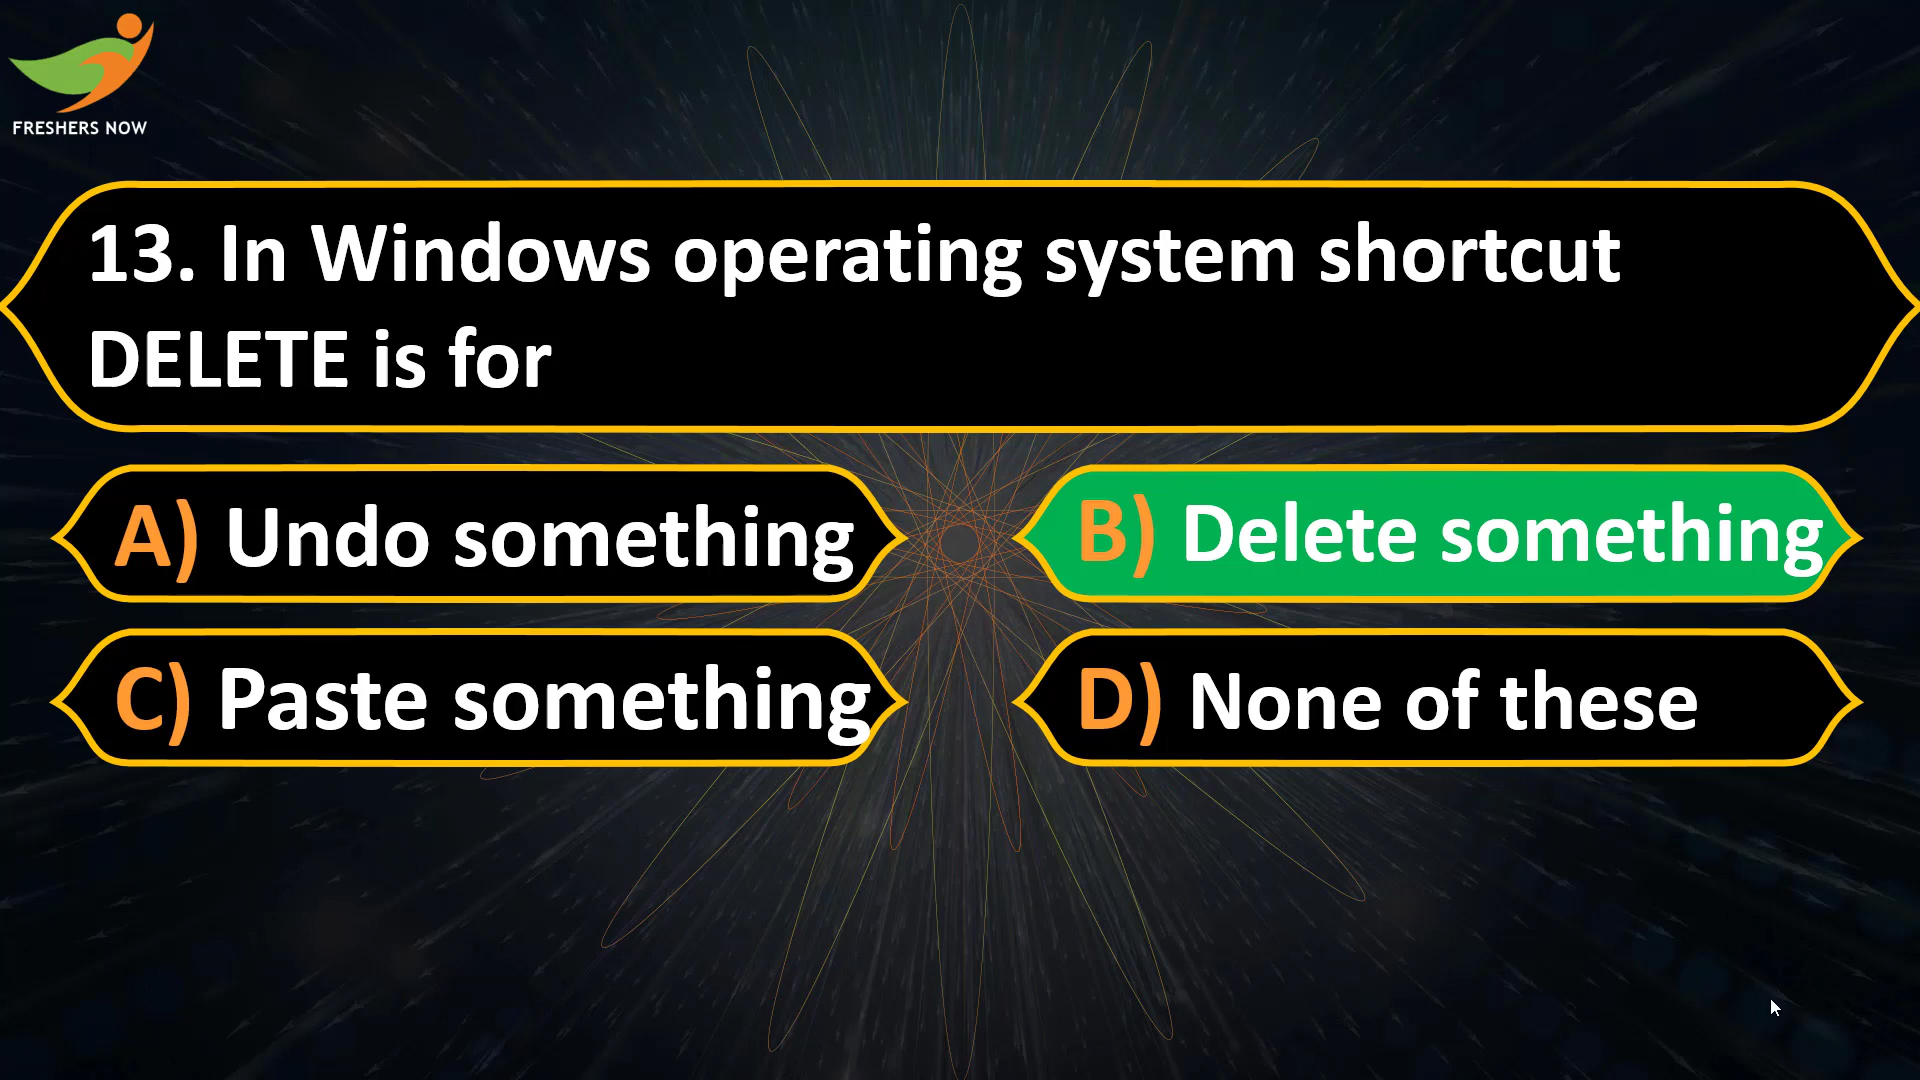 FRESHERS NOW
13. In Windows operating system shortcut
DELETE is for
A) Undo something
B) Delete something
C) Paste something
D) None of these